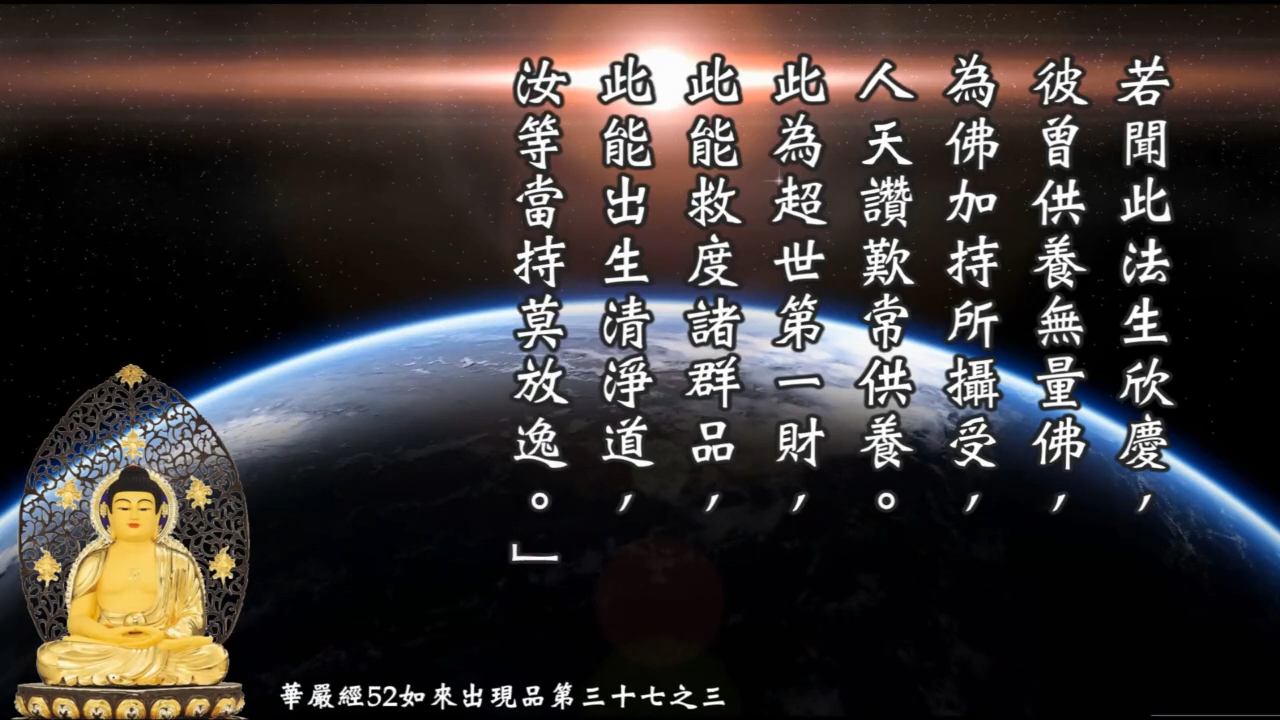 若聞此法生欣慶，
彼曾供養無量佛，
為佛加持所攝受，
人天讚歎常供養。
此為超世第一財，
此能救度諸群品，
此能出生清淨道，
汝等當持莫放逸。」
華嚴經52如來出現品第三十七之三